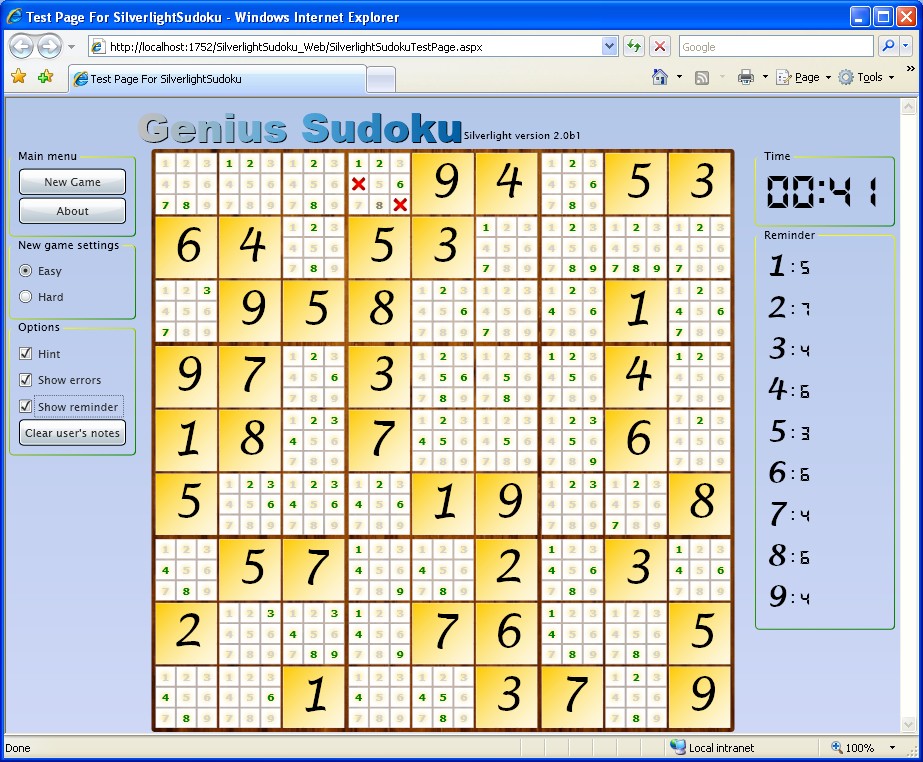 Test Page For SilverlightSudoku - Windows Internet Explorer
http://localhost:1752/SilverlightSudoku_Web/SilverlightSudokuTestPage.aspx
Google
Test Page For SilverlightSudoku
Page
Tools
Genius Sudoku
Silverlight version 2.0b1
Main menu
New Game
About
New game settings
Easy
Hard
Options
Hint
Show errors
Show reminder
Clear user's notes
9 4 5 3
6 4 5 3
9 5 8 1
9 7 3 4
1 8 7 6
5 1 9 8
5 7 2 3
2 7 6 5
1 3 7 9
Time
00:41
Reminder
1:5
2:7
3:4
4:6
5:3
6:6
7:4
8:6
9:4
Done
Local intranet
100%